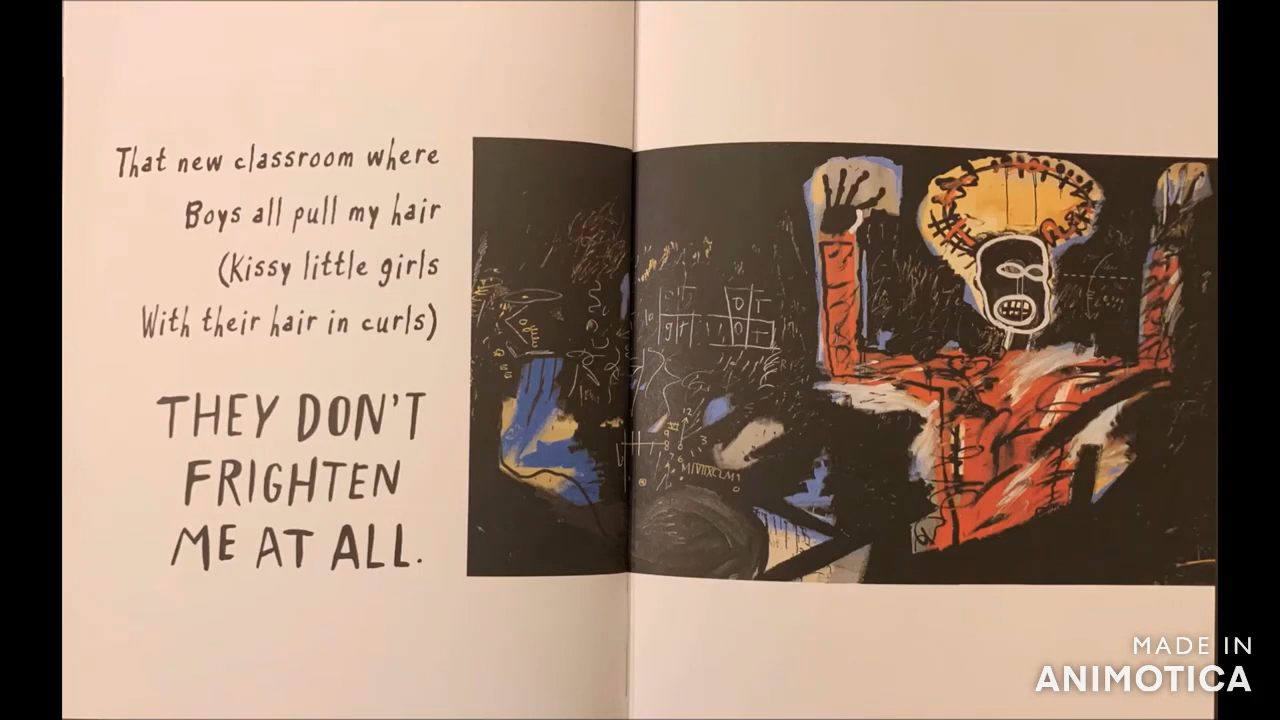 That new classroom where
Boys all pull my hair
(Kissy little girls
With their hair in curls)
THEY DON'T
FRIGHTEN
ME AT ALL.
MADE IN
ANIMOTICA